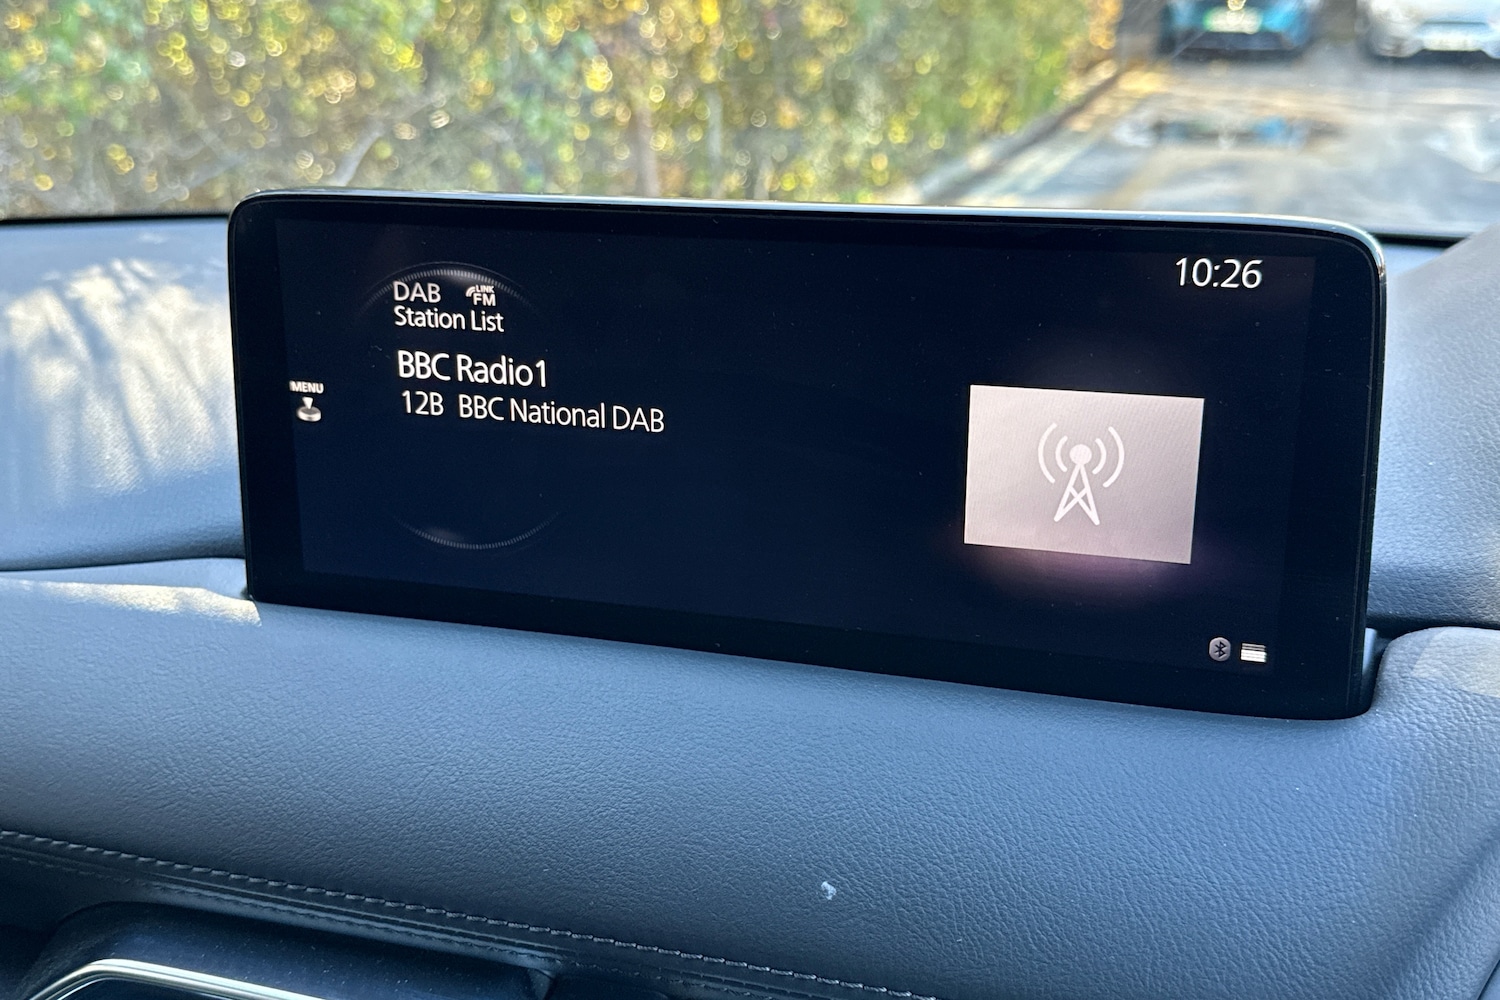 10:26
DAB LINK FM
Station List
BBC Radio1
MENU
12B BBC National DAB